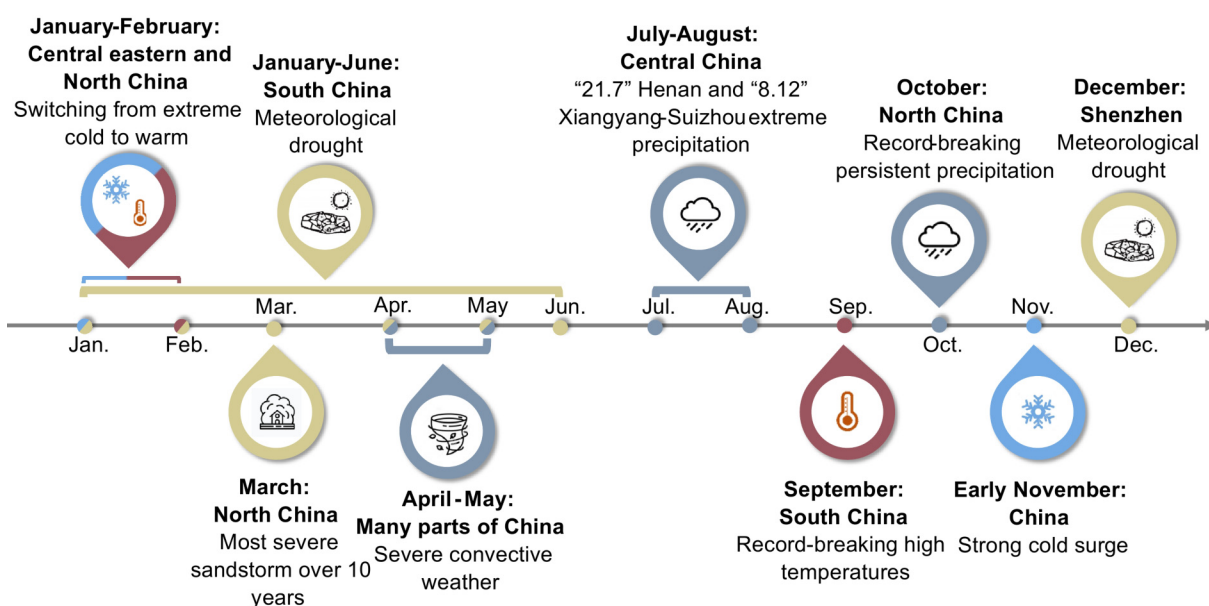 January-February:
Central eastern and
North China
Switching from extreme
cold to warm
January-June:
South China
Meteorological
drought
July-August:
Central China
“21.7” Henan and “8.12”
Xiangyang-Suizhou extreme
precipitation
October:
North China
Record-breaking
persistent precipitation
December:
Shenzhen
Meteorological
drought
Jan.
Feb.
Mar.
Apr.
May
Jun.
Jul.
Aug.
Sep.
Oct.
Nov.
Dec.
March:
North China
Most severe
sandstorm over 10
years
April-May:
Many parts of China
Severe convective
weather
September:
South China
Record-breaking high
temperatures
Early November:
China
Strong cold surge